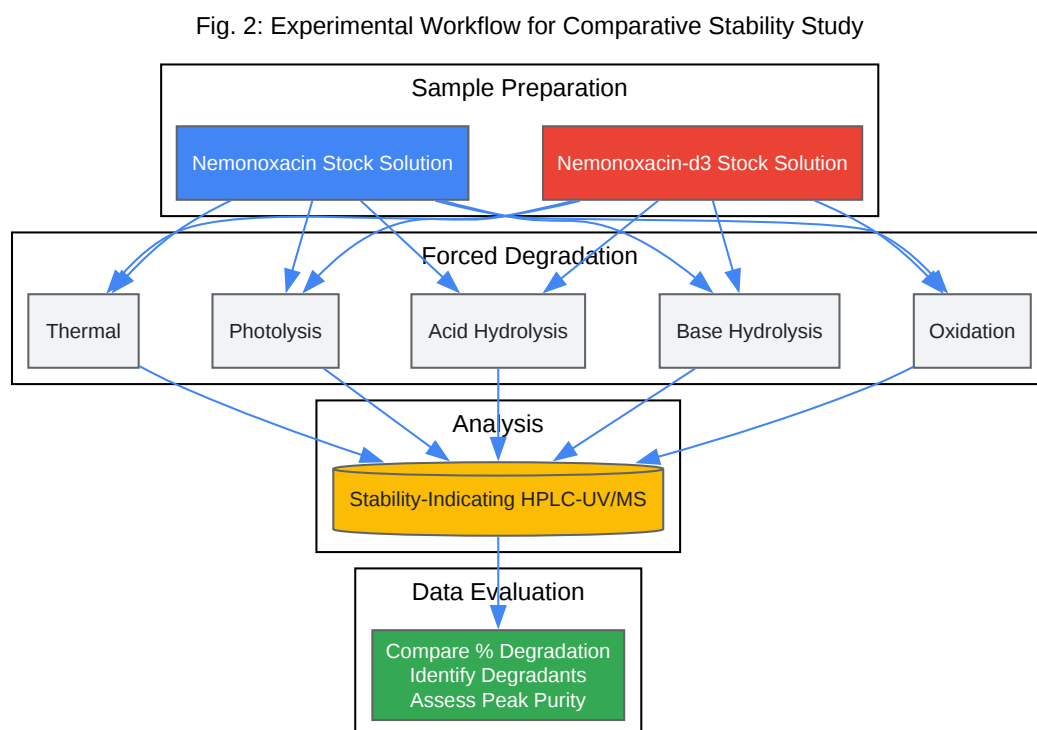 Fig. 2: Experimental Workflow for Comparative Stability Study
Sample Preparation
Nemonoxacin Stock Solution
Nemonoxacin-d3 Stock Solution
Forced Degradation
Thermal
Photolysis
Acid Hydrolysis
Base Hydrolysis
Oxidation
Analysis
Stability-Indicating HPLC-UV/MS
Data Evaluation
Compare % Degradation
Identify Degradants
Assess Peak Purity